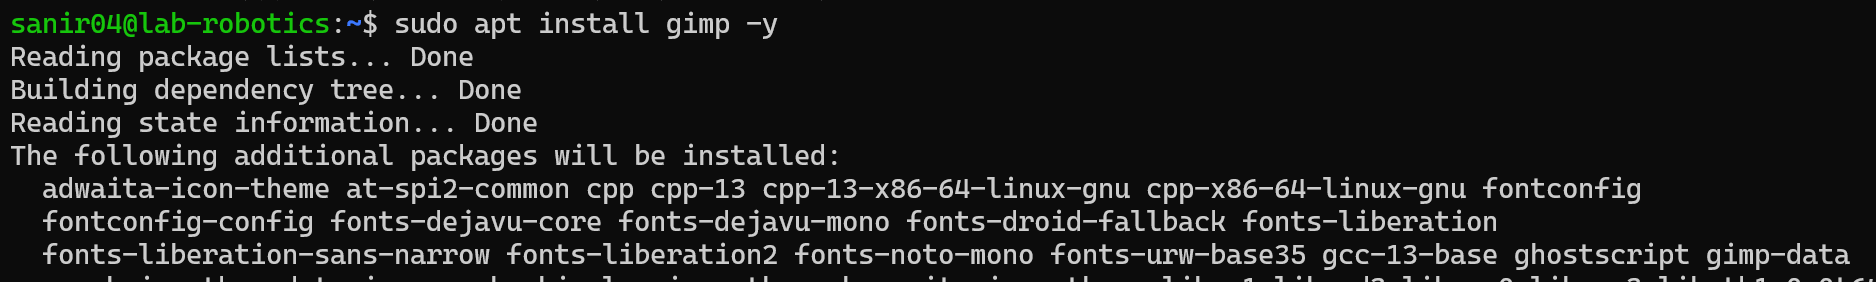 sanir04@lab-robotics:~$ sudo apt install gimp -y
Reading package lists... Done
Building dependency tree... Done
Reading state information... Done
The following additional packages will be installed:
  adwaita-icon-theme at-spi2-common cpp cpp-13 cpp-13-x86-64-linux-gnu cpp-x86-64-linux-gnu fontconfig
  fontconfig-config fonts-dejavu-core fonts-dejavu-mono fonts-droid-fallback fonts-liberation
  fonts-liberation-sans-narrow fonts-liberation2 fonts-noto-mono fonts-urw-base35 gcc-13-base ghostscript gimp-data